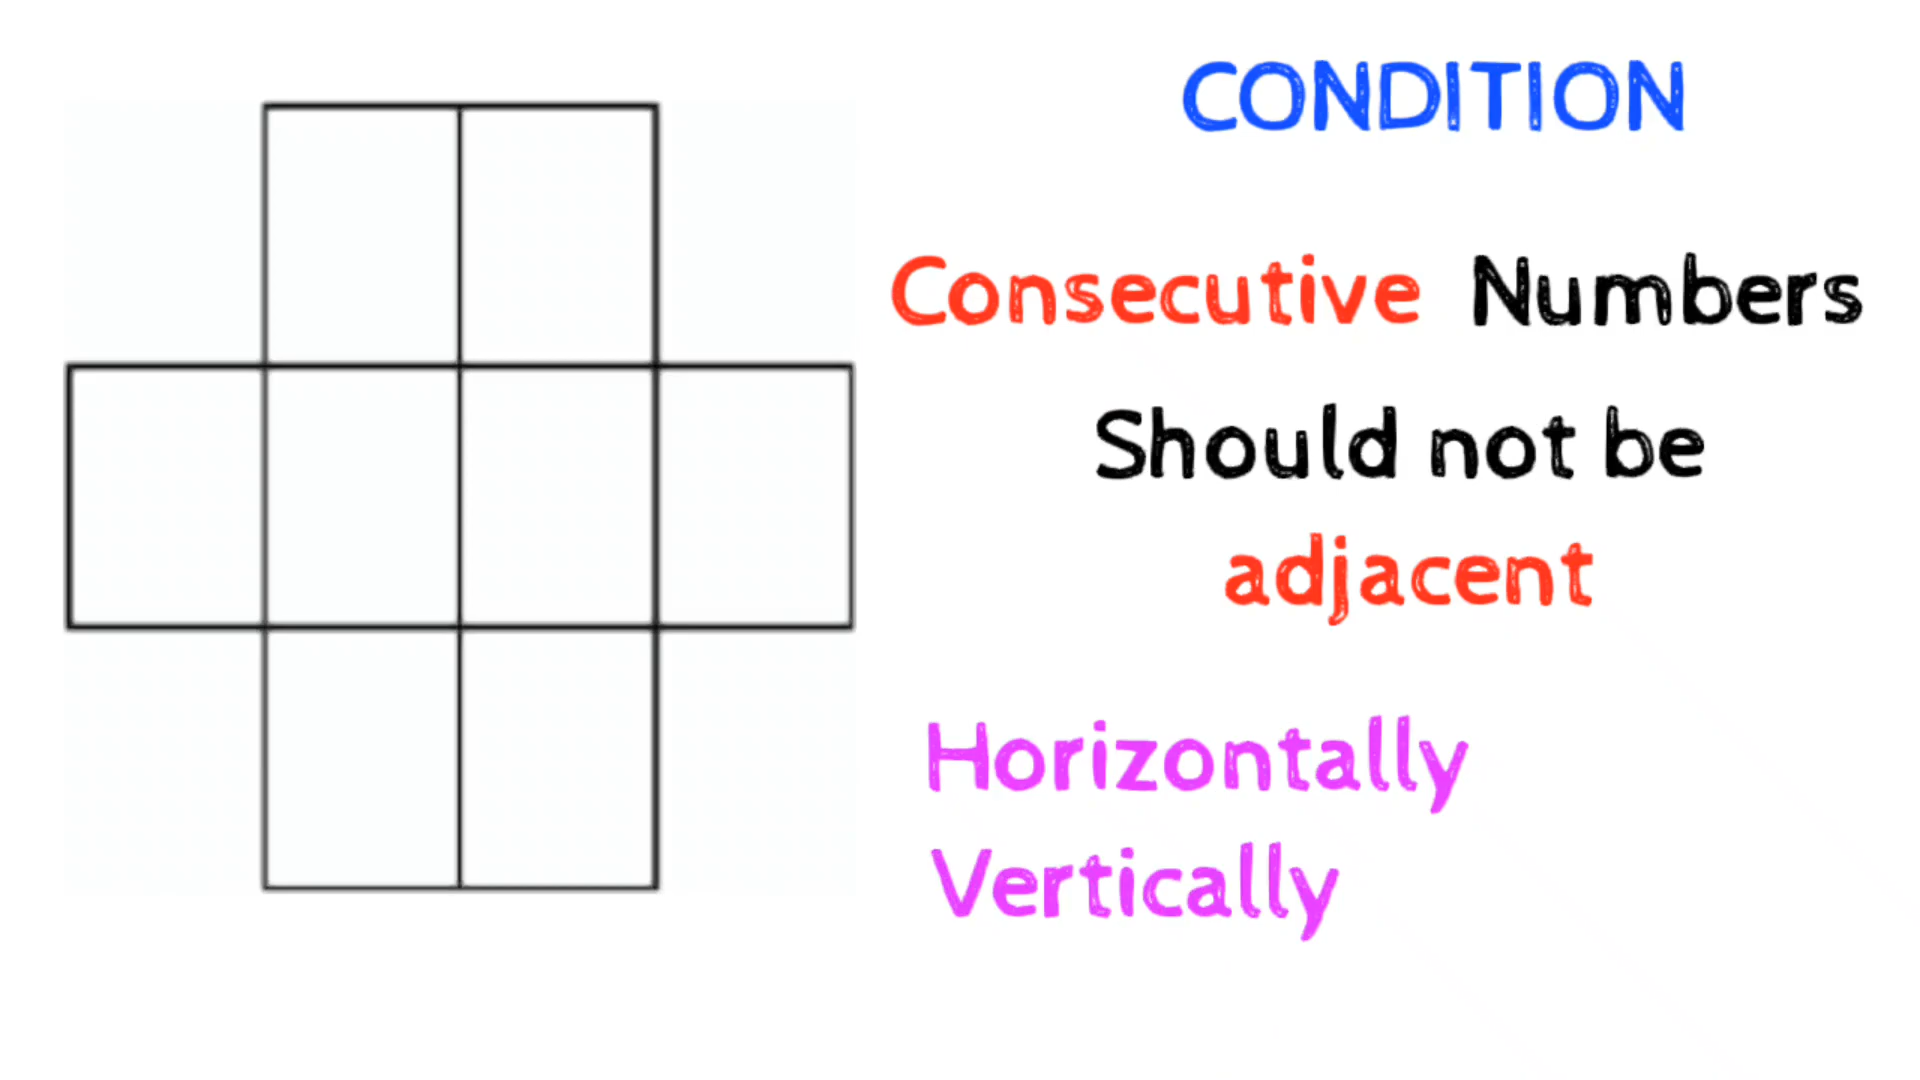 CONDITION
Consecutive Numbers
Should not be
adjacent
Horizontally
Vertically